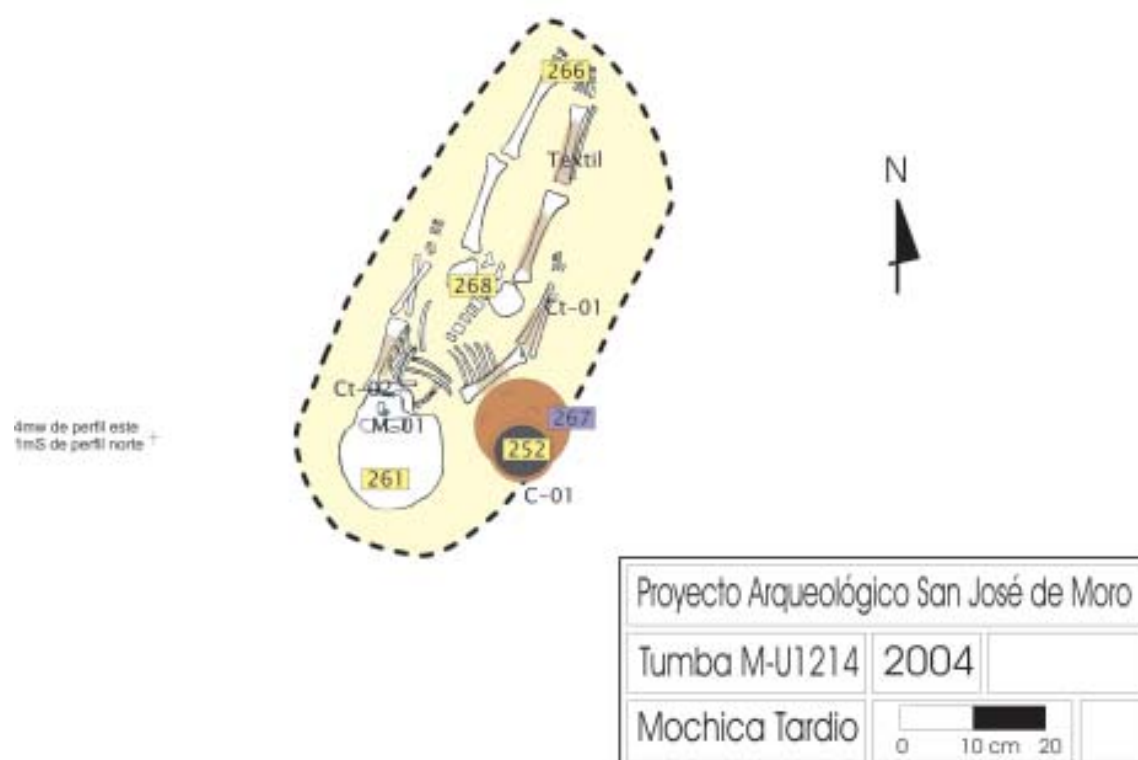 266
Textil
268
Ct-01
Ct-02
M-01
267
252
261
C-01
N
4mw de perfil este
1mS de perfil norte
Proyecto Arqueológico San José de Moro
Tumba M-U1214
2004
Mochica Tardio
0 10 cm 20